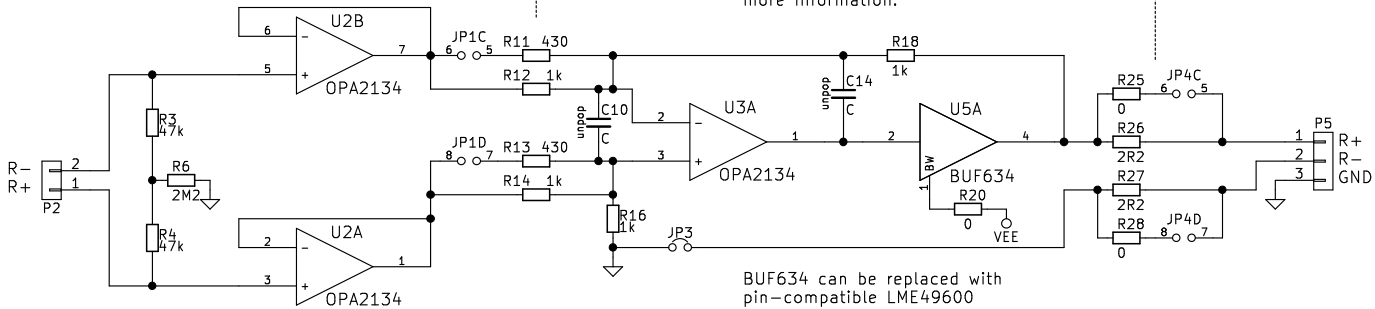 more information.
U2B
6
−
7
5
+
OPA2134
JP1C
6
5
R11 430
R12 1k
R18
1k
C14
unpop
C
C10
unpop
C
R25
0
JP4C
6
5
R3
47k
U3A
2
−
1
3
+
OPA2134
U5A
2
4
BW
1
BUF634
R26
2R2
P5
1 R+
2 R−
3 GND
JP1D
8
7
R13 430
R14 1k
R− 2
R+ 1
P2
R6
2M2
R27
2R2
R20
0
VEE
R4
47k
U2A
2
−
1
3
+
OPA2134
R16
1k
JP3
R28
0
JP4D
8
7
BUF634 can be replaced with
pin−compatible LME49600